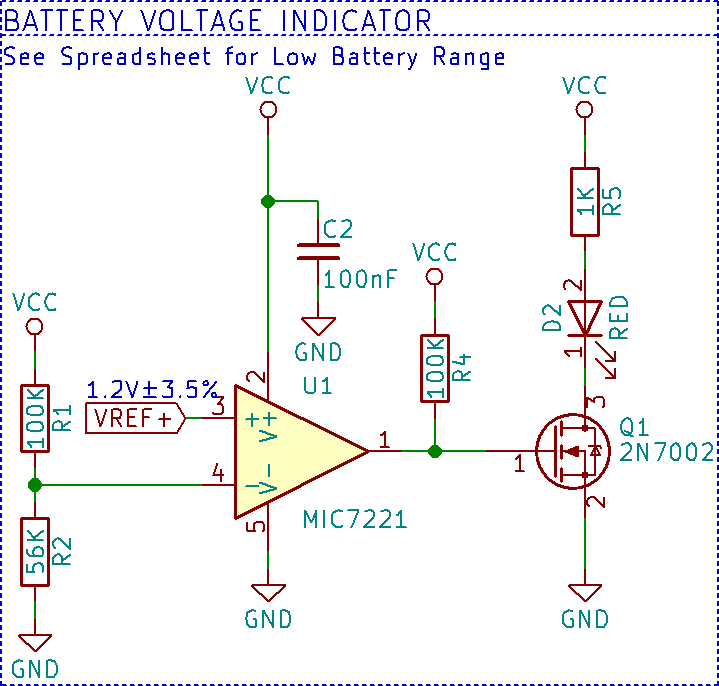 BATTERY VOLTAGE INDICATOR
See Spreadsheet for Low Battery Range
VCC
VCC
C2
100nF
GND
VCC
1K
R5
2
D2
RED
1
VCC
100K
R1
1.2V±3.5%
VREF+
3
2
U1
+
V+
4
-
V-
5
MIC7221
GND
1
100K
R4
3
Q1
2N7002
1
2
GND
56K
R2
GND